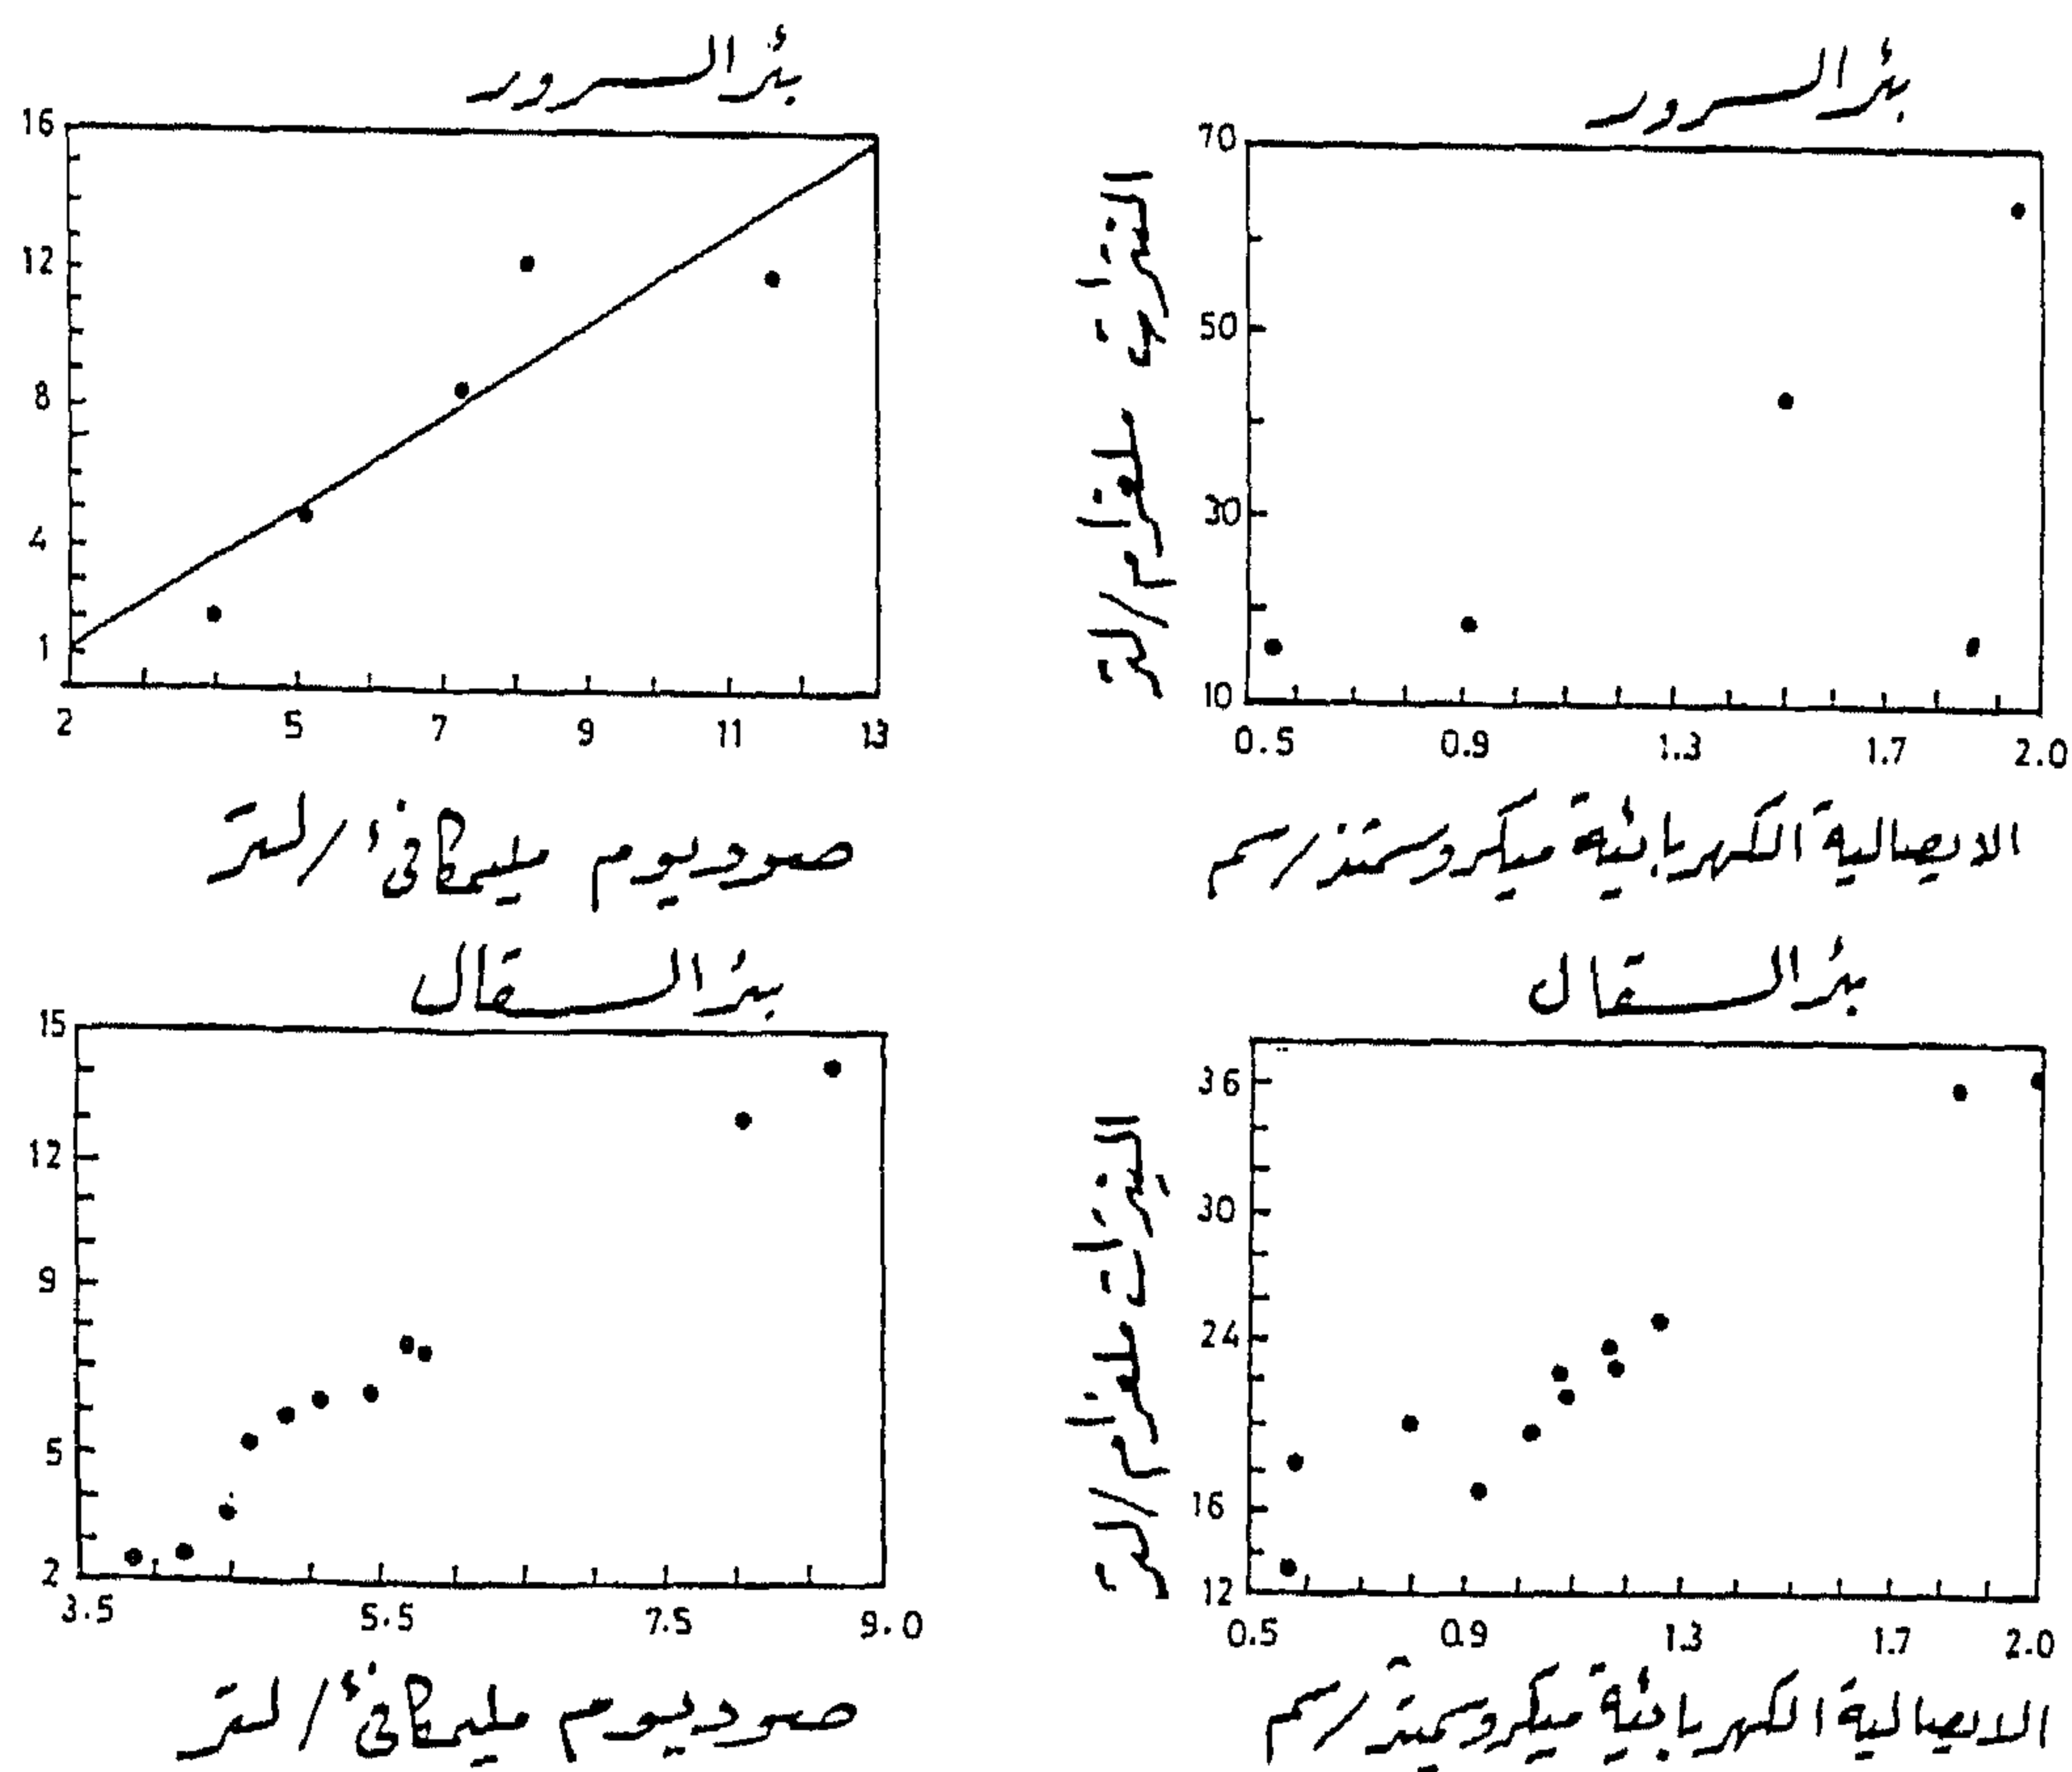 بئر السرور
بئر السرور
16
12
8
4
1
2 5 7 9 11 13
صوديوم مليمكافئ/لتر
70
50
30
10
النترات ملغرام/لتر
0.5 0.9 1.3 1.7 2.0
الايصالية الكهربائية ميكروسمنز/سم
بئر السقال
بئر السقال
15
12
9
5
2
3.5 5.5 7.5 9.0
صوديوم مليمكافئ/لتر
36
30
24
16
12
النترات ملغرام/لتر
0.5 0.9 1.3 1.7 2.0
الايصالية الكهربائية ميكروسمنز/سم